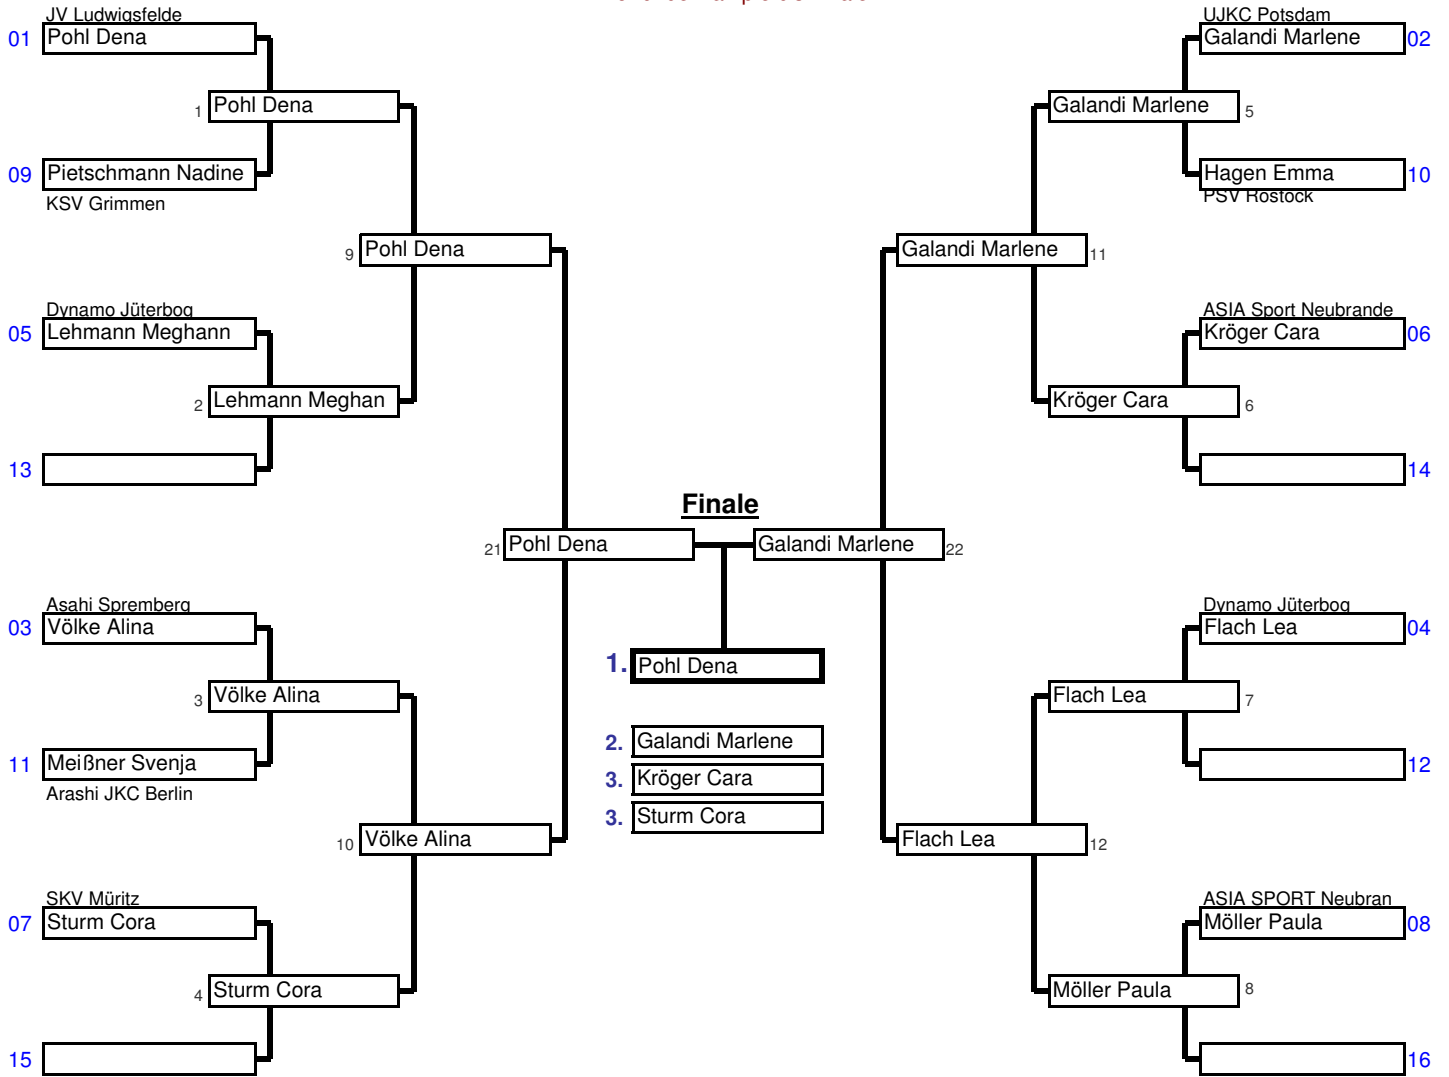 JV Ludwigsfelde
01 Pohl Dena
1 Pohl Dena
09 Pietschmann Nadine
KSV Grimmen
9 Pohl Dena
Dynamo Jüterbog
05 Lehmann Meghann
2 Lehmann Meghan
13
21 Pohl Dena
Asahi Spremberg
03 Völke Alina
3 Völke Alina
11 Meißner Svenja
Arashi JKC Berlin
10 Völke Alina
SKV Müritz
07 Sturm Cora
4 Sturm Cora
15
Finale
1. Pohl Dena
2. Galandi Marlene
3. Kröger Cara
3. Sturm Cora
UJKC Potsdam
Galandi Marlene 02
Galandi Marlene 5
Hagen Emma 10
PSV Rostock
Galandi Marlene 11
ASIA Sport Neubrande
Kröger Cara 06
Kröger Cara 6
14
Galandi Marlene 22
Dynamo Jüterbog
Flach Lea 04
Flach Lea 7
12
Flach Lea 12
ASIA SPORT Neubran
Möller Paula 08
Möller Paula 8
16